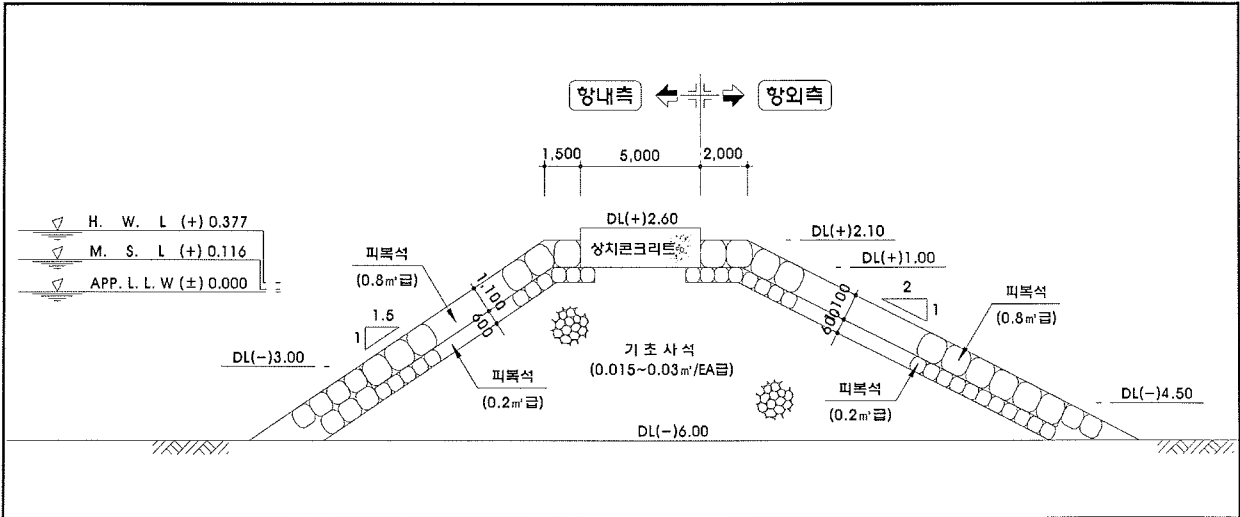 항내측
항외측
1,500
5,000
2,000
H. W. L (+) 0.377
M. S. L (+) 0.116
APP. L. L. W (±) 0.000
DL(+)2.60
상치콘크리트
DL(+)2.10
DL(+)1.00
피복석
(0.8㎥급)
1,100
600
1.5
1
DL(-)3.00
피복석
(0.2㎥급)
기 초 사 석
(0.015~0.03㎥/EA급)
1,100
600
2
1
피복석
(0.8㎥급)
피복석
(0.2㎥급)
DL(-)4.50
DL(-)6.00